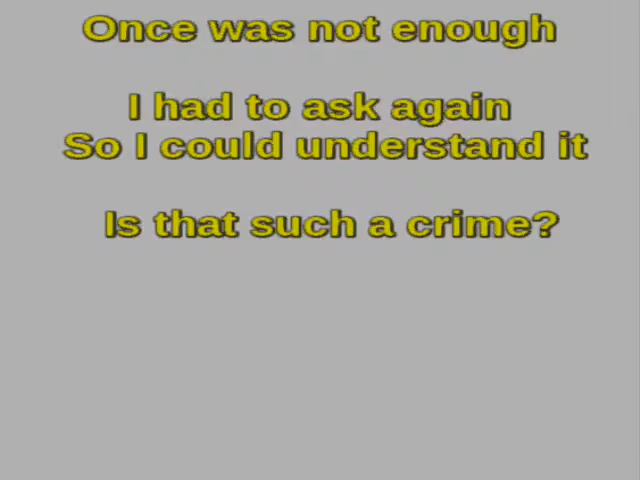 Once was not enough
I had to ask again
So I could understand it
Is that such a crime?